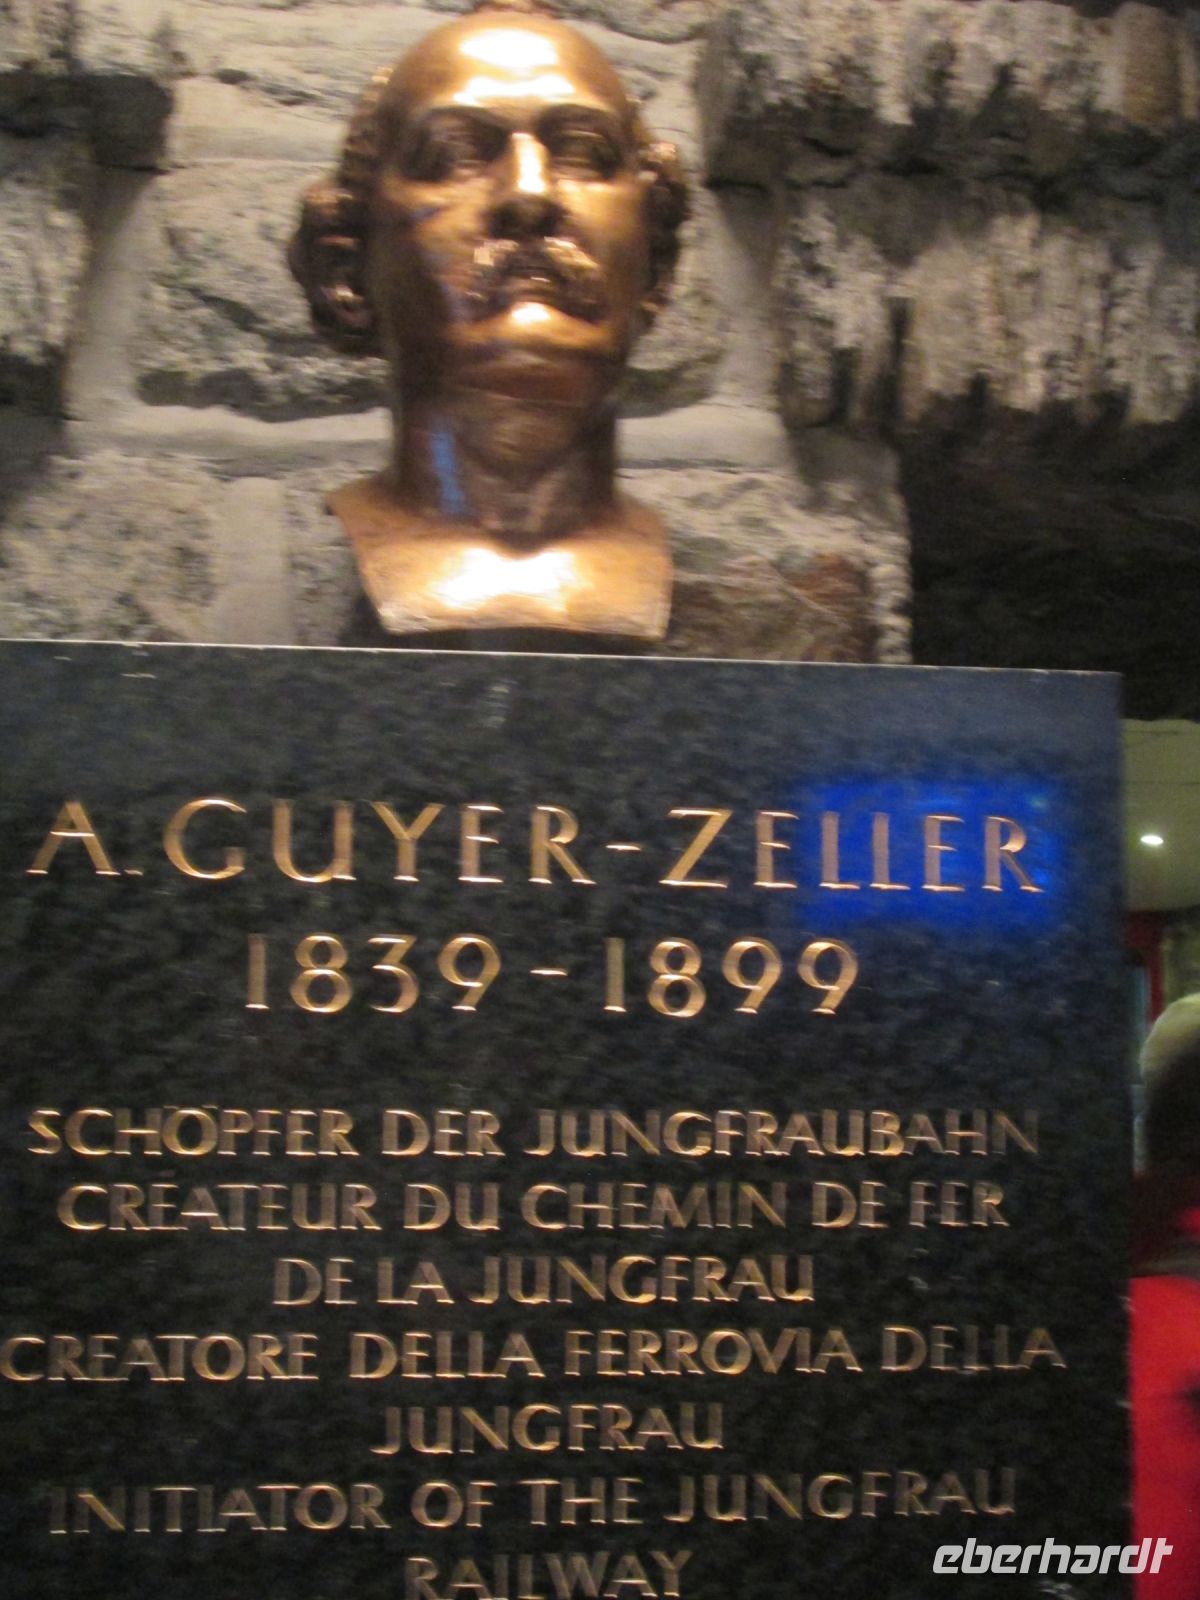 A. GUYER-ZELLER
1839-1899
SCHÖPFER DER JUNGFRAUBAHN
CRÉATEUR DU CHEMIN DE FER
DE LA JUNGFRAU
CREATORE DELLA FERROVIA DELLA
JUNGFRAU
INITIATOR OF THE JUNGFRAU
RAILWAY
eberhardt